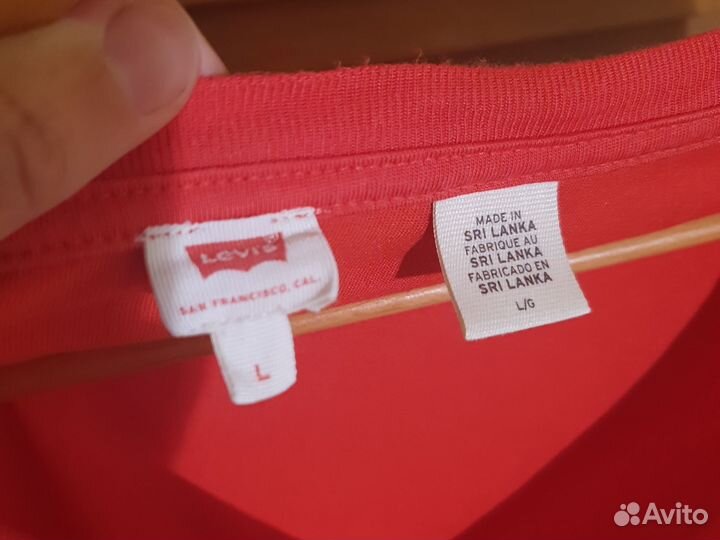 Levi's
SAN FRANCISCO, CAL.
L
MADE IN
SRI LANKA
FABRIQUE AU
SRI LANKA
FABRICADO EN
SRI LANKA
L/G
Avito